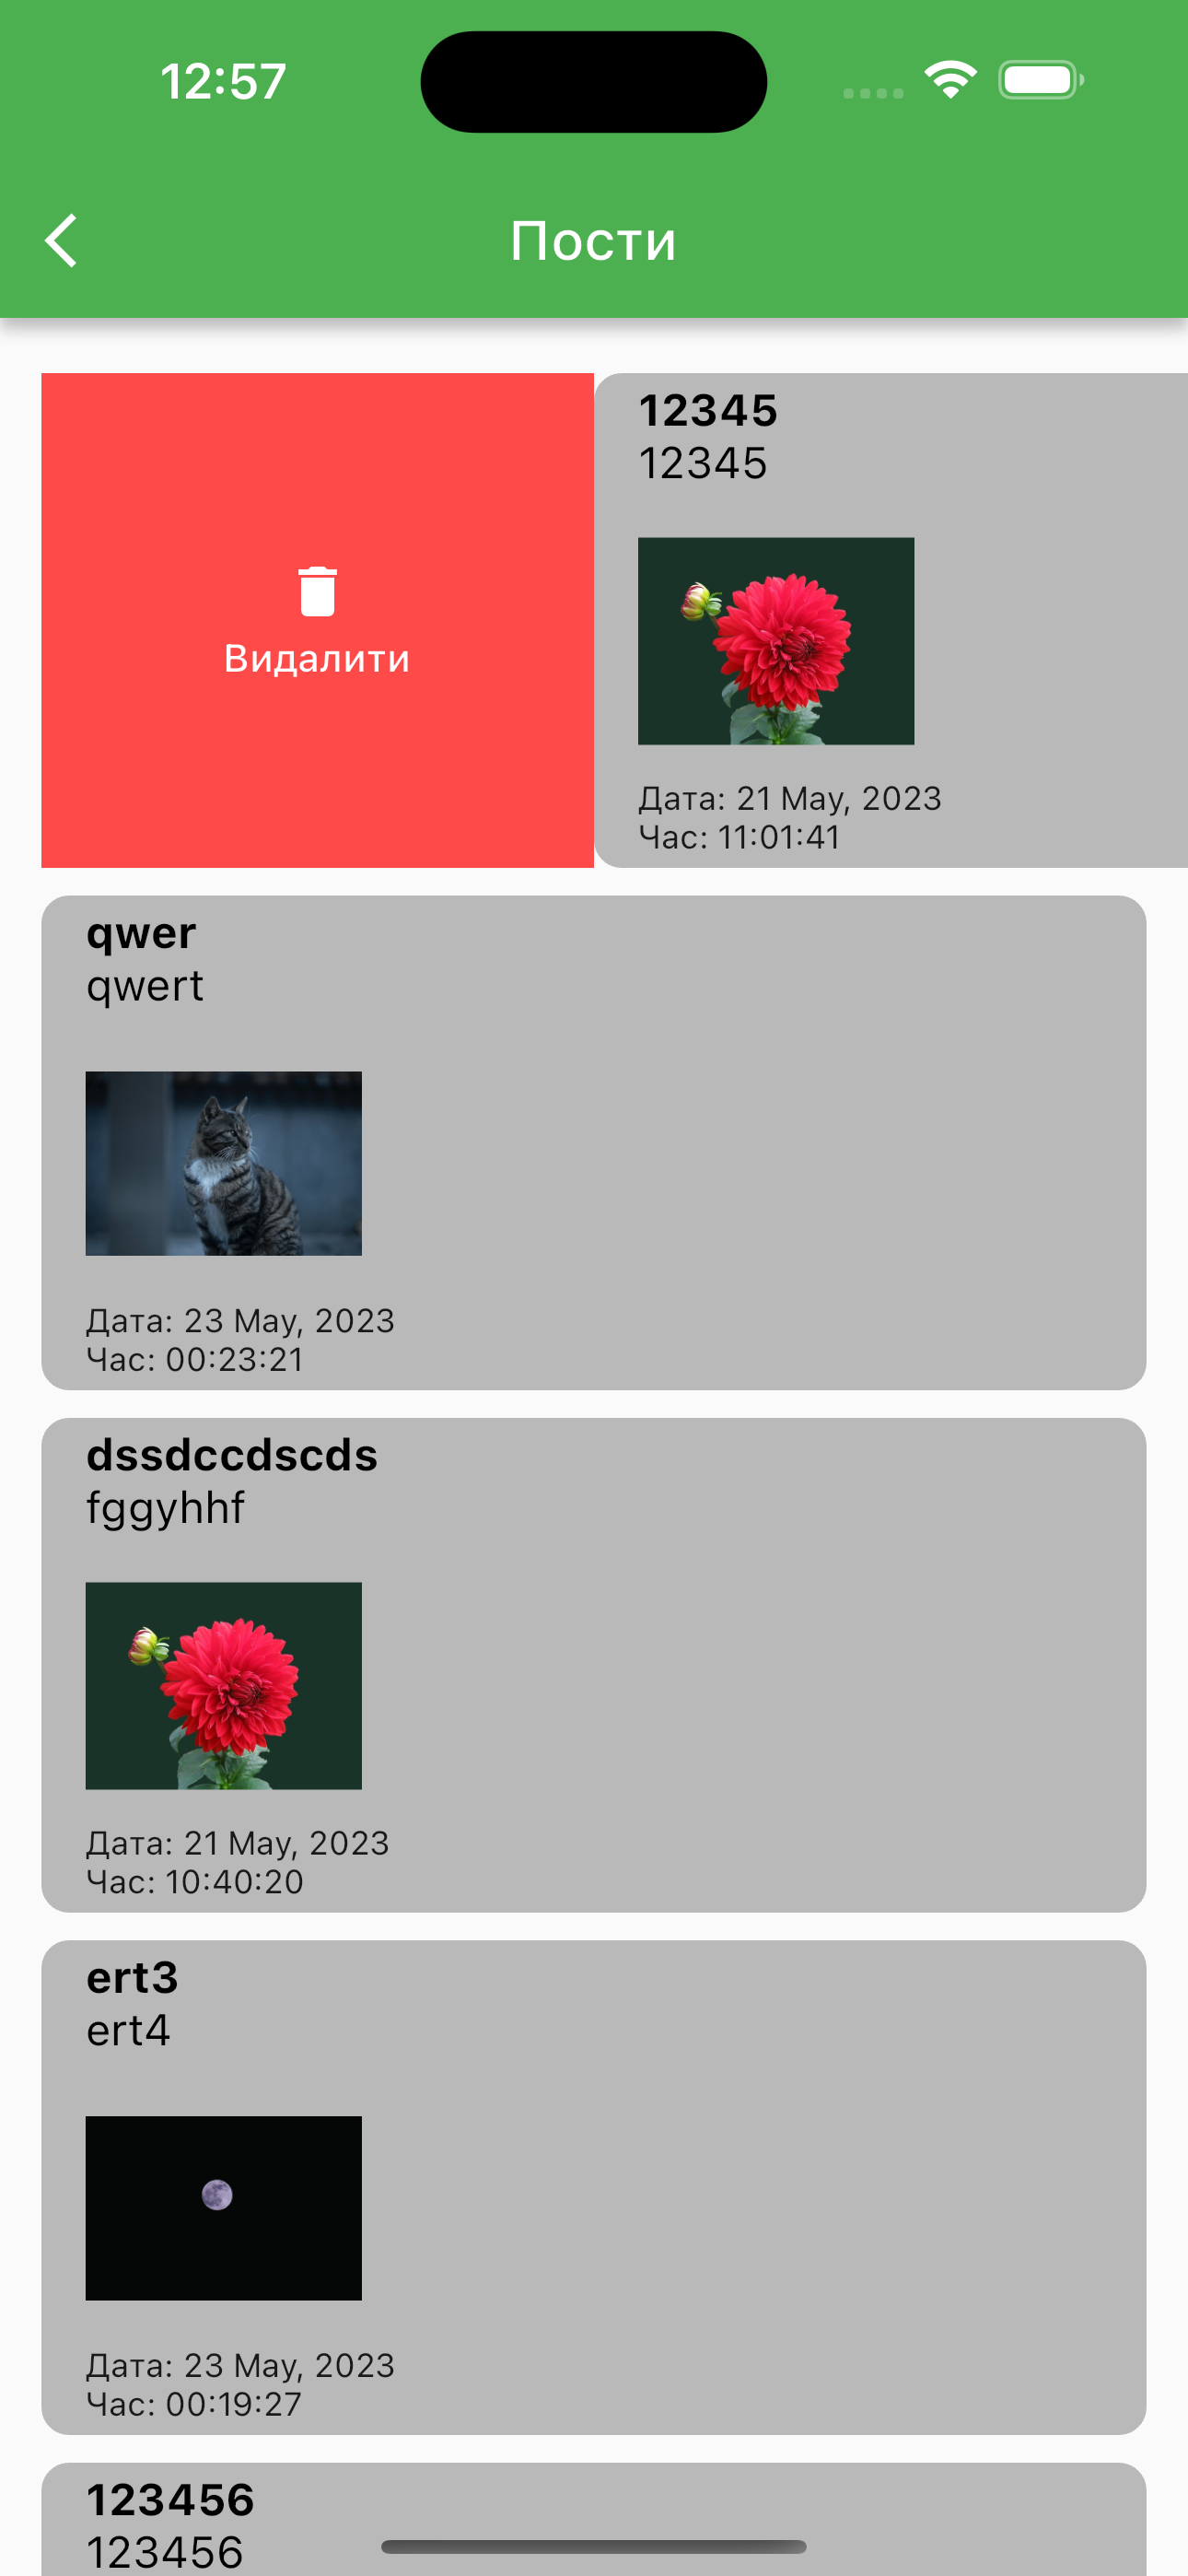 12:57
Пости
12345
12345
Видалити
Дата: 21 May, 2023
Час: 11:01:41
qwer
qwert
Дата: 23 May, 2023
Час: 00:23:21
dssdccdscds
fggyhhf
Дата: 21 May, 2023
Час: 10:40:20
ert3
ert4
Дата: 23 May, 2023
Час: 00:19:27
123456
123456